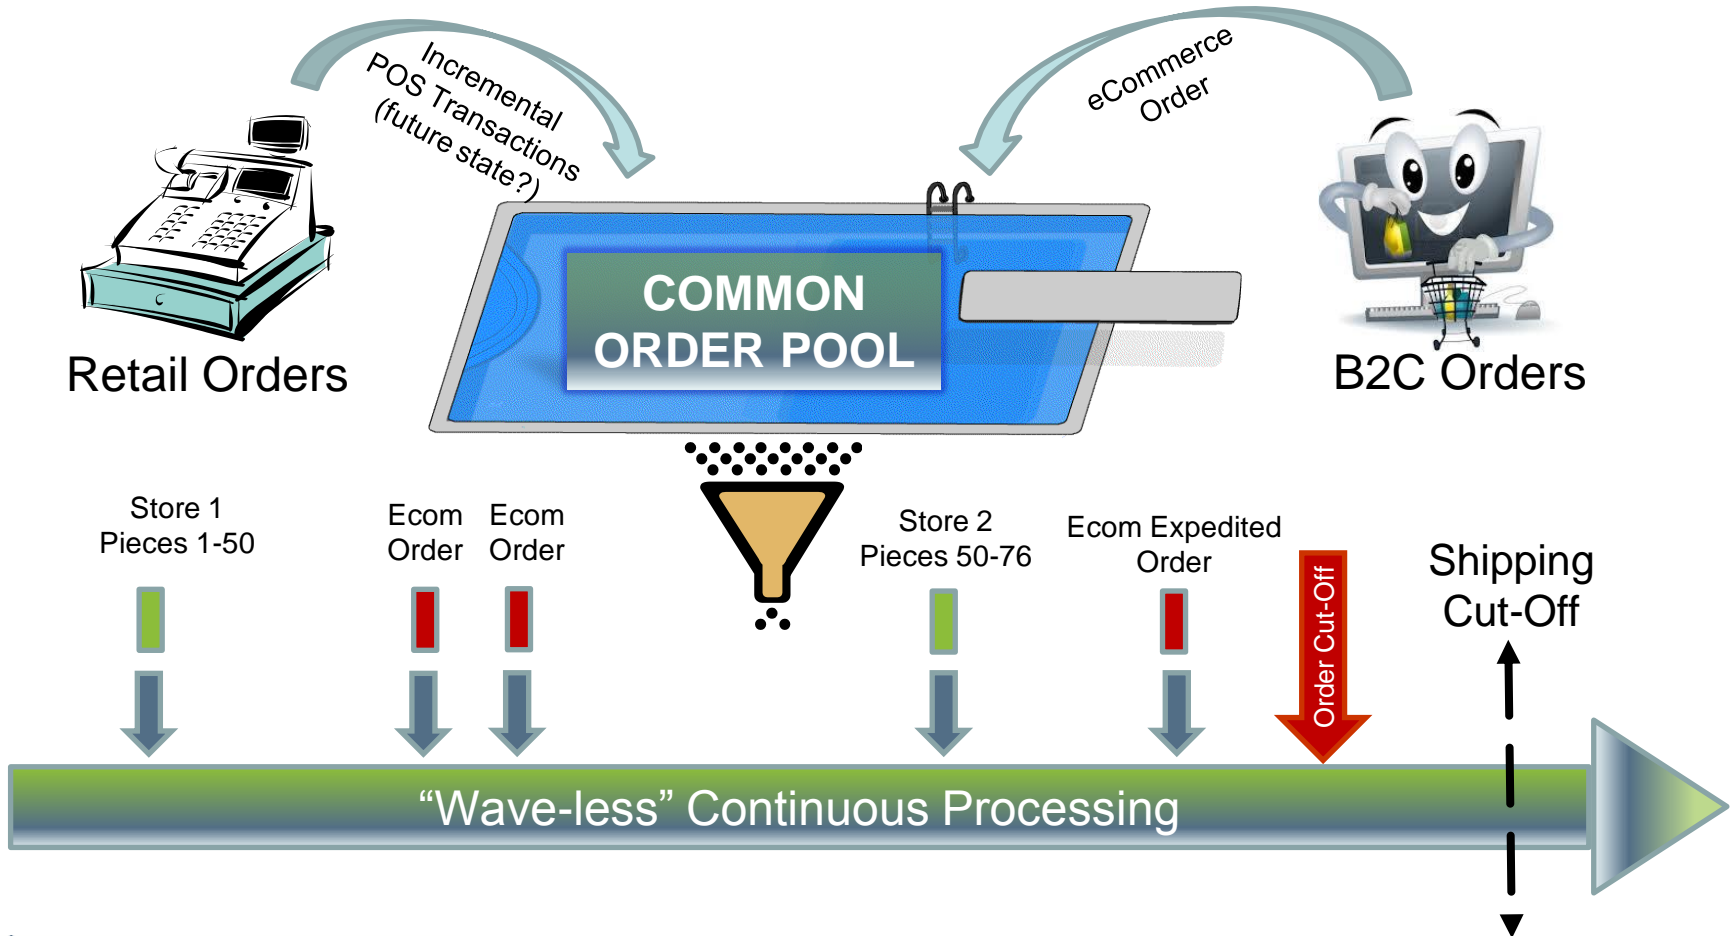 Incremental
POS Transactions
(future state?)
eCommerce
Order
COMMON
ORDER POOL
Retail Orders
B2C Orders
Store 1
Pieces 1-50
Ecom
Order
Ecom
Order
Store 2
Pieces 50-76
Ecom Expedited
Order
Order Cut-Off
Shipping
Cut-Off
“Wave-less” Continuous Processing